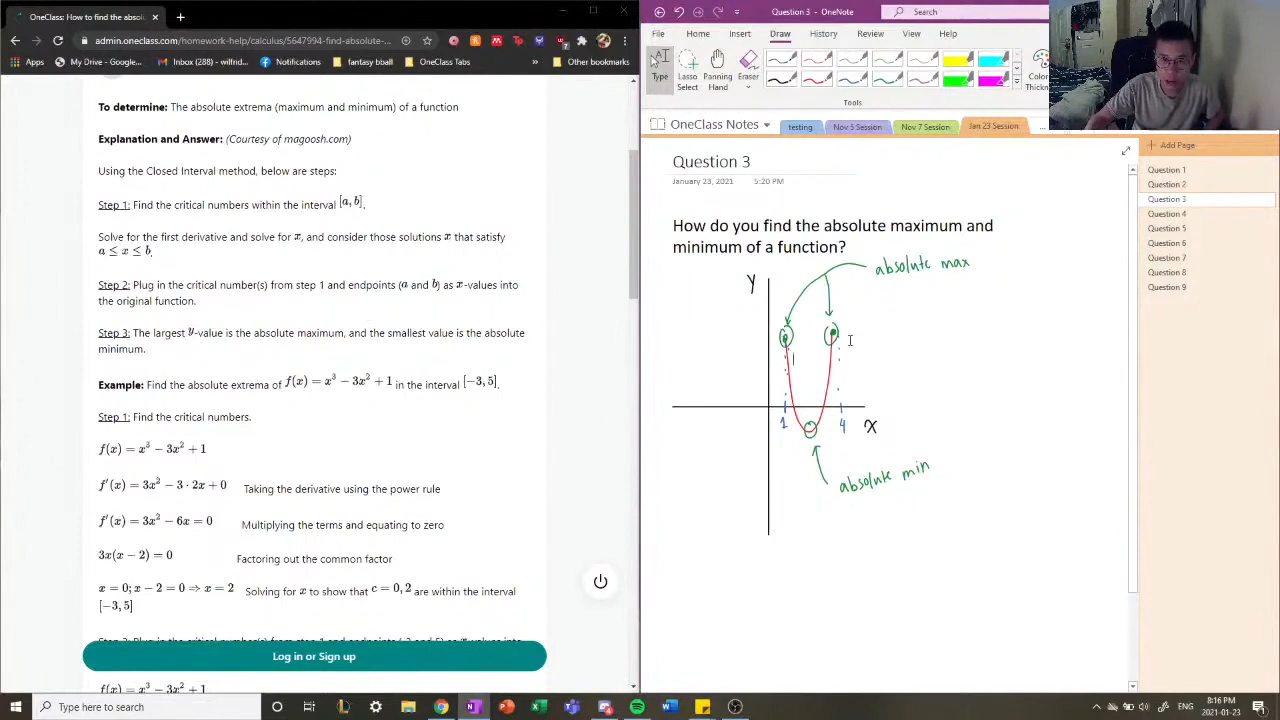 OneClass: How to find the absol
admin.oneclass.com/homework-help/calculus/5647994-find-absolute-...
Apps
My Drive - Google...
Inbox (288) - wilfrid...
Netflix
fantasy bball
OneClass Tabs
Other bookmarks
To determine: The absolute extrema (maximum and minimum) of a function
Explanation and Answer: (Courtesy of magoosh.com)
Using the Closed Interval method, below are steps:
Step 1: Find the critical numbers within the interval [a, b].
Solve for the first derivative and solve for x, and consider those solutions x that satisfy
a ≤ x ≤ b.
Step 2: Plug in the critical number(s) from step 1 and endpoints (a and b) as x-values into
the original function.
Step 3: The largest y-value is the absolute maximum, and the smallest value is the absolute
minimum.
Example: Find the absolute extrema of f(x) = x³ − 3x² + 1 in the interval [−3, 5].
Step 1: Find the critical numbers.
f(x) = x³ − 3x² + 1
f'(x) = 3x² − 3 · 2x + 0 Taking the derivative using the power rule
f'(x) = 3x² − 6x = 0 Multiplying the terms and equating to zero
3x(x − 2) = 0 Factoring out the common factor
x = 0; x − 2 = 0 ⇒ x = 2 Solving for x to show that c = 0, 2 are within the interval
[−3, 5]
Log in or Sign up
f(x) = x³ − 3x² + 1
Question 3 - OneNote
Search
File
Home
Insert
Draw
History
Review
View
Help
Type
Lasso
Select
Panning
Hand
Eraser
Color
Tools
OneClass Notes
testing
Nov 5 Session
Nov 7 Session
Jan 23 Session
...
Add Page
Question 1
Question 2
Question 3
Question 4
Question 5
Question 6
Question 7
Question 8
Question 9
Question 3
January 23, 2021 5:20 PM
How do you find the absolute maximum and
minimum of a function?
absolute max
Y
1
4
X
absolute min
Type here to search
ENG
8:16 PM
2021-01-23